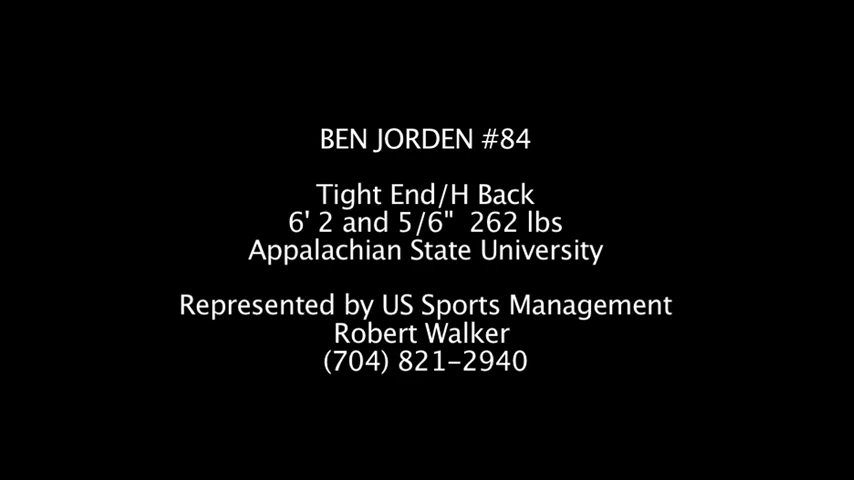 BEN JORDEN #84
Tight End/H Back
6' 2 and 5/6"  262 lbs
Appalachian State University
Represented by US Sports Management
Robert Walker
(704) 821-2940